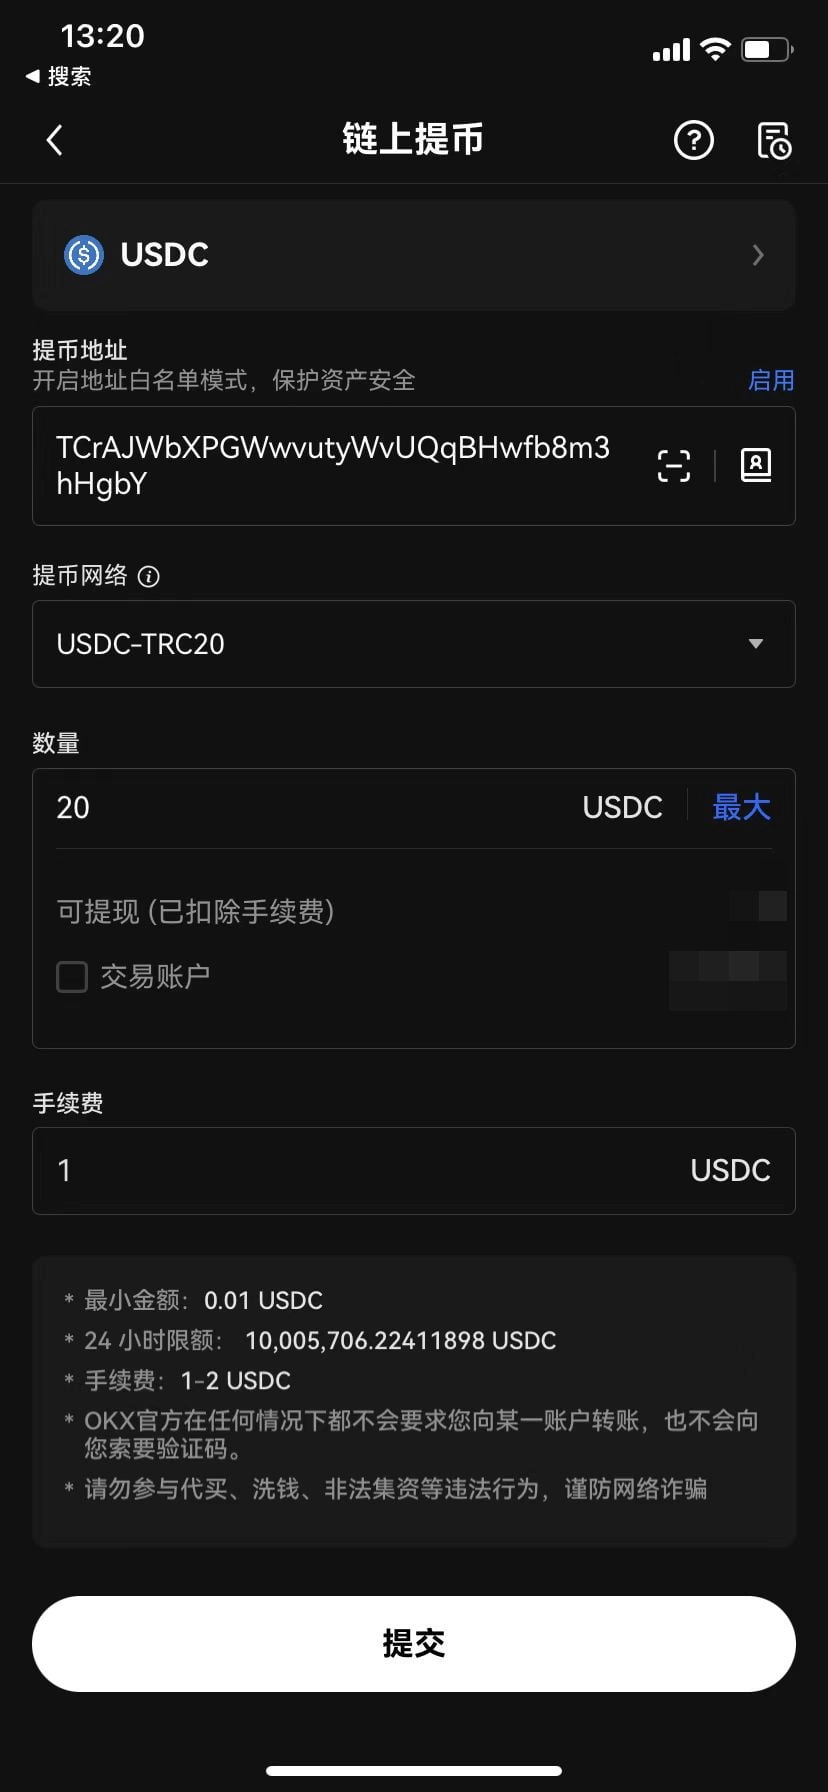 13:20
搜索
链上提币
USDC
提币地址
开启地址白名单模式，保护资产安全
启用
TCrAJWbXPGWwvutyWvUQqBHwfb8m3
hHgbY
提币网络
USDC-TRC20
数量
20 USDC 最大
可提现 (已扣除手续费)
交易账户
手续费
1 USDC
* 最小金额：0.01 USDC
* 24 小时限额： 10,005,706.22411898 USDC
* 手续费：1-2 USDC
* OKX官方在任何情况下都不会要求您向某一账户转账，也不会向
您索要验证码。
* 请勿参与代买、洗钱、非法集资等违法行为，谨防网络诈骗
提交